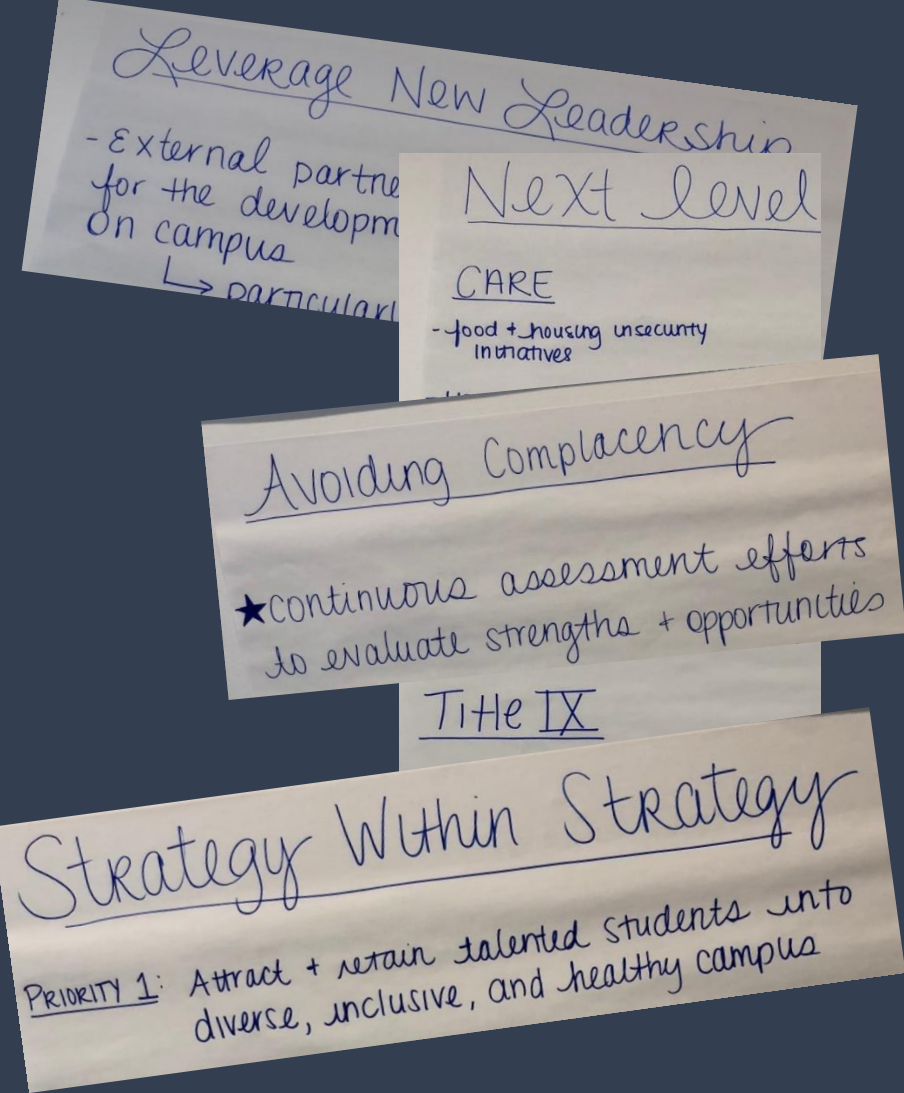 Leverage New Leadership
- External partne
for the developm
on campus
↳ particularl
Next level
CARE
- food + housing insecurity
initiatives
Avoiding Complacency
★ continuous assessment efforts
to evaluate strengths + opportunities
Title IX
Strategy Within Strategy
PRIORITY 1: Attract + retain talented students into
diverse, inclusive, and healthy campus